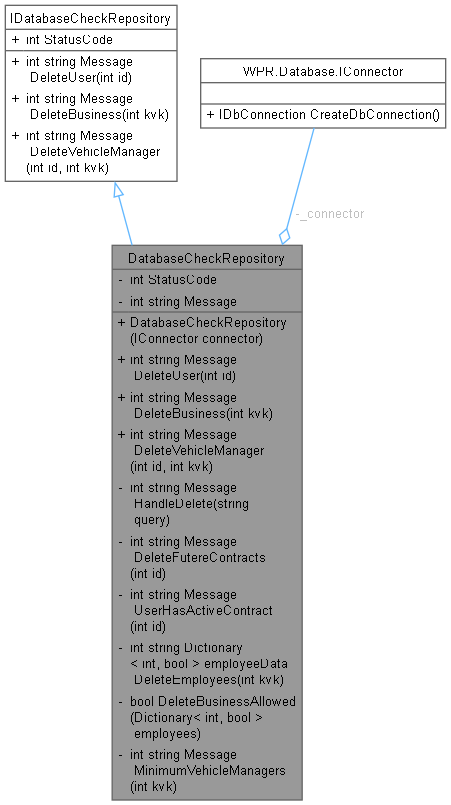 IDatabaseCheckRepository
+ int StatusCode
+ int string Message
DeleteUser(int id)
+ int string Message
DeleteBusiness(int kvk)
+ int string Message
DeleteVehicleManager
(int id, int kvk)
WPR.Database.IConnector
+ IDbConnection CreateDbConnection()
-_connector
DatabaseCheckRepository
- int StatusCode
- int string Message
+ DatabaseCheckRepository
(IConnector connector)
+ int string Message
DeleteUser(int id)
+ int string Message
DeleteBusiness(int kvk)
+ int string Message
DeleteVehicleManager
(int id, int kvk)
- int string Message
HandleDelete(string
query)
- int string Message
DeleteFutereContracts
(int id)
- int string Message
UserHasActiveContract
(int id)
- int string Dictionary
< int, bool > employeeData
DeleteEmployees(int kvk)
- bool DeleteBusinessAllowed
(Dictionary< int, bool >
employees)
- int string Message
MinimumVehicleManagers
(int kvk)